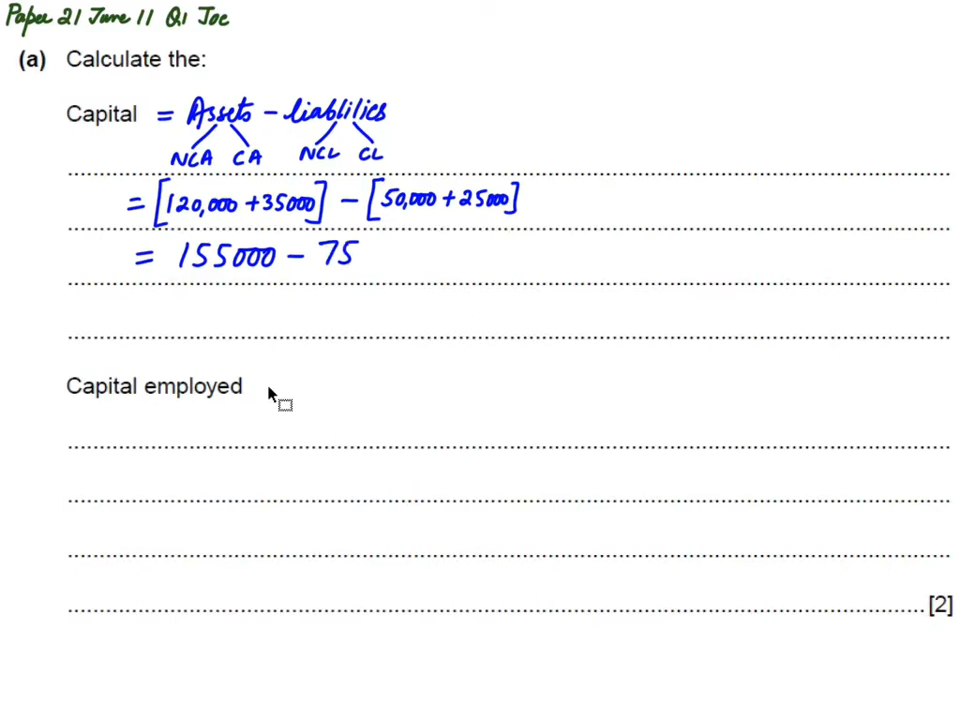 Paper 21 June 11 Q.1 Joe
(a) Calculate the:
Capital = Assets - liablilies
NCA CA NCL CL
= [120,000 + 35000] - [50,000 + 25000]
= 155000 - 75
Capital employed
[2]